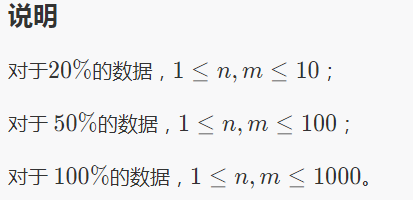 说明
对于20%的数据，1 ≤ n, m ≤ 10；
对于 50%的数据，1 ≤ n, m ≤ 100；
对于 100%的数据，1 ≤ n, m ≤ 1000。